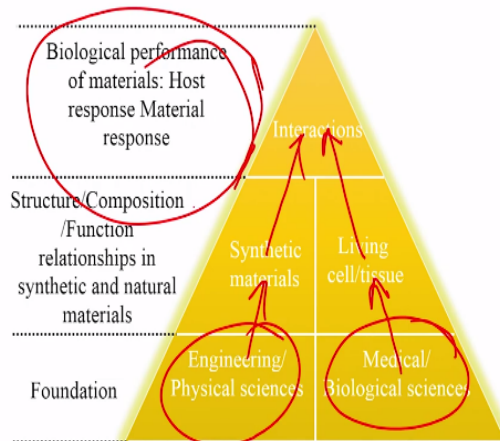 Biological performance
of materials: Host
response Material
response
Interactions
Structure/Composition
/Function
relationships in
synthetic and natural
materials
Synthetic
materials
Living
cell/tissue
Foundation
Engineering/
Physical sciences
Medical/
Biological sciences